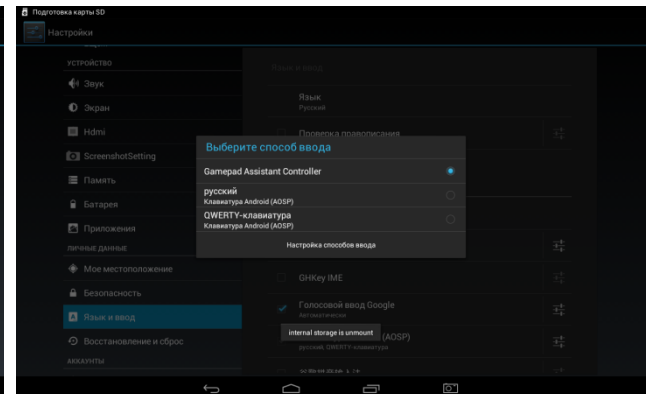 Подготовка карты SD
Настройки
УСТРОЙСТВО
Звук
Экран
Hdmi
ScreenshotSetting
Память
Батарея
Приложения
ЛИЧНЫЕ ДАННЫЕ
Мое местоположение
Безопасность
Язык и ввод
Восстановление и сброс
АККАУНТЫ
Язык и ввод
Язык
Русский
Проверка правописания
Выберите способ ввода
Gamepad Assistant Controller
русский
Клавиатура Android (AOSP)
QWERTY-клавиатура
Клавиатура Android (AOSP)
Настройка способов ввода
GHKey IME
Голосовой ввод Google
Автоматически
internal storage is unmount
(AOSP)
русский, QWERTY-клавиатура